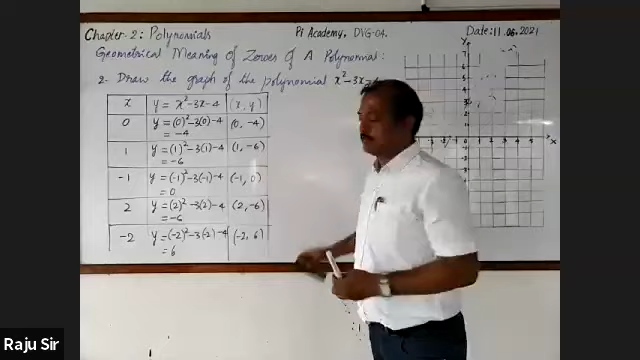 Chapter-2: Polynomials Pi Academy, DVG-04. Date: 11.06.2021
Geometrical Meaning Of Zeroes Of A Polynomial:
2. Draw the graph of the polynomial x²-3x-4
x y = x²-3x-4 (x, y)
0 y = (0)²-3(0)-4 (0, -4)
= -4
1 y = (1)²-3(1)-4 (1, -6)
= -6
-1 y = (-1)²-3(-1)-4 (-1, 0)
= 0
2 y = (2)²-3(2)-4 (2, -6)
= -6
-2 y = (-2)²-3(-2)-4 (-2, 6)
= 6
Y
X
Raju Sir